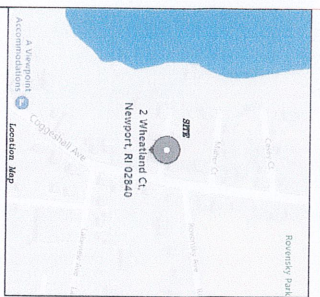 A Viewpoint
Accommodations
Coggeshall Ave
Location Map
SITE
2 Wheatland Ct.
Newport, RI 02840
Rovensky Park